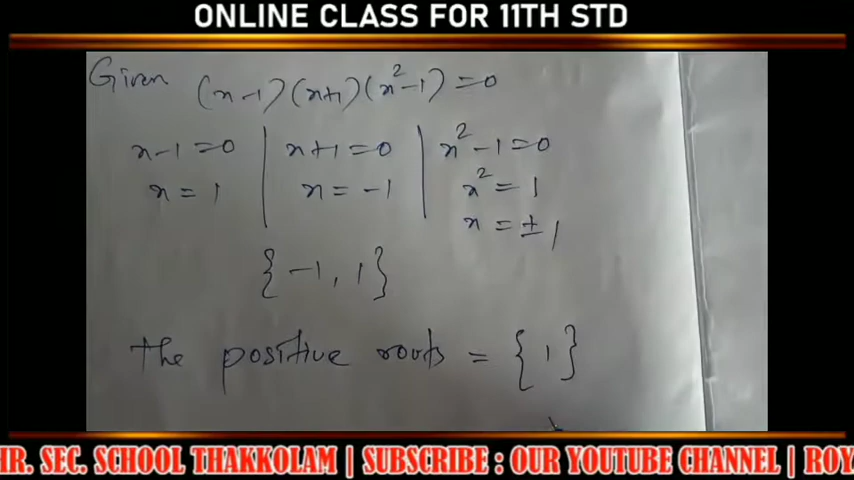 ONLINE CLASS FOR 11TH STD
Given (x-1)(x+1)(x²-1)=0
x-1=0 | x+1=0 | x²-1=0
x=1 | x=-1 | x²=1
x=±1
{-1, 1}
The positive roots = {1}
HR. SEC. SCHOOL THAKKOLAM | SUBSCRIBE : OUR YOUTUBE CHANNEL | ROY